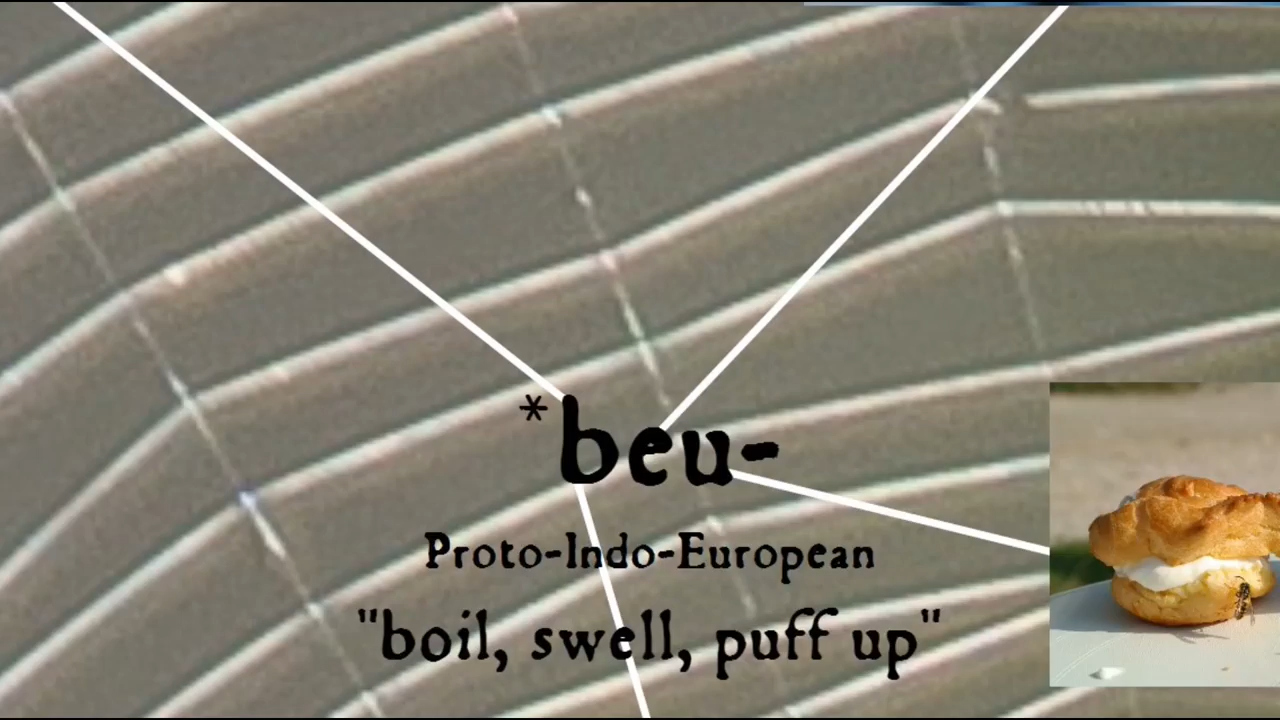 *beu-
Proto-Indo-European
"boil, swell, puff up"